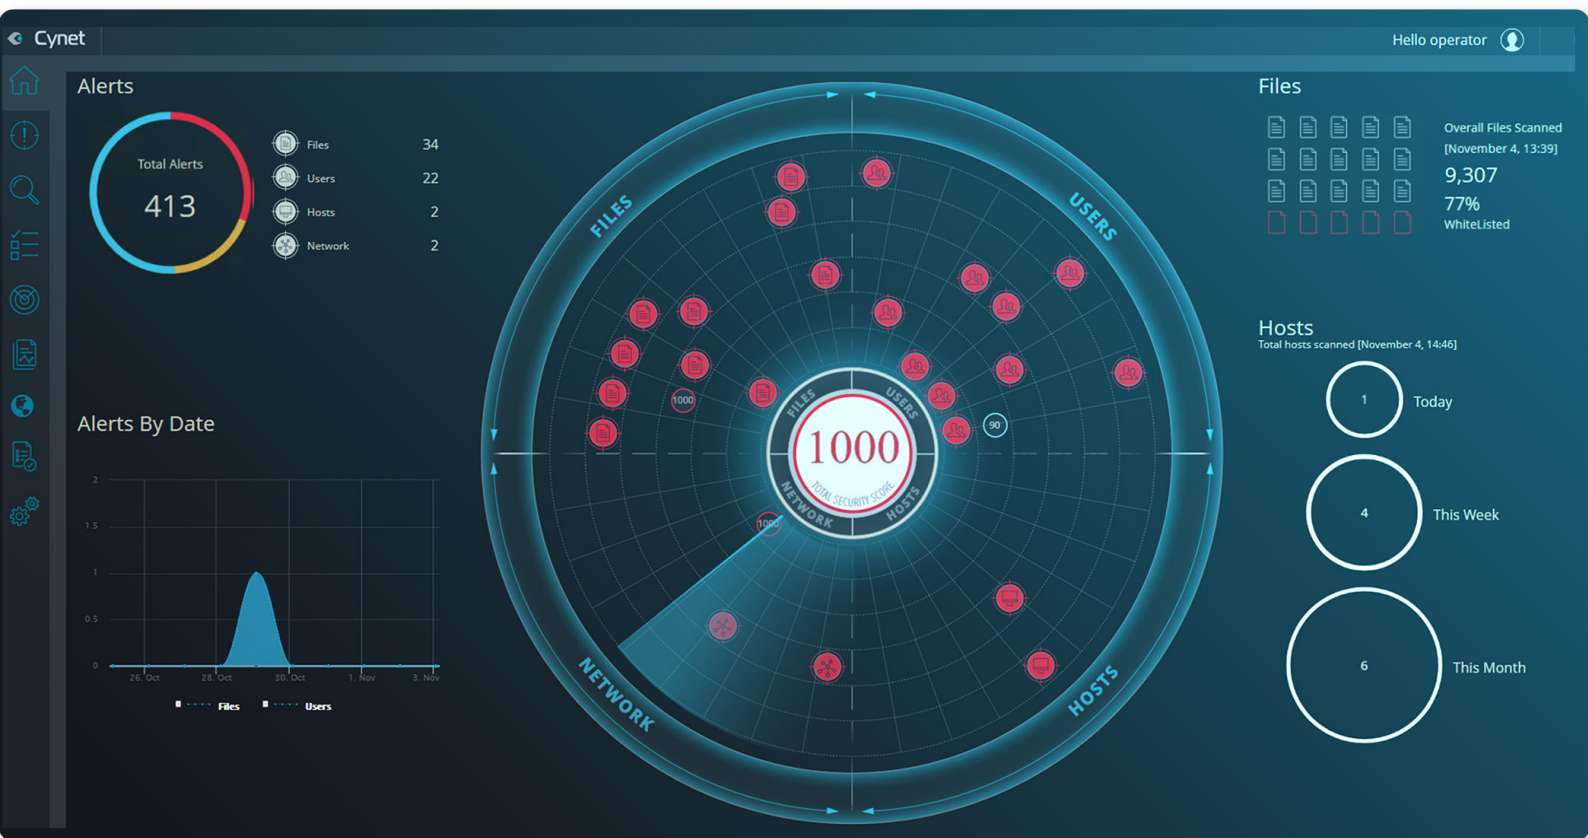 Cynet
Hello operator
Alerts
Total Alerts
413
Files 34
Users 22
Hosts 2
Network 2
Alerts By Date
2
1.5
1
0.5
0
26. Oct 28. Oct 30. Oct 1. Nov 3. Nov
Files Users
FILES
USERS
NETWORK
HOSTS
1000
90
1000
FILES
USERS
NETWORK
HOSTS
1000
TOTAL SECURITY SCORE
Files
Overall Files Scanned
[November 4, 13:39]
9,307
77%
WhiteListed
Hosts
Total hosts scanned [November 4, 14:46]
1 Today
4 This Week
6 This Month